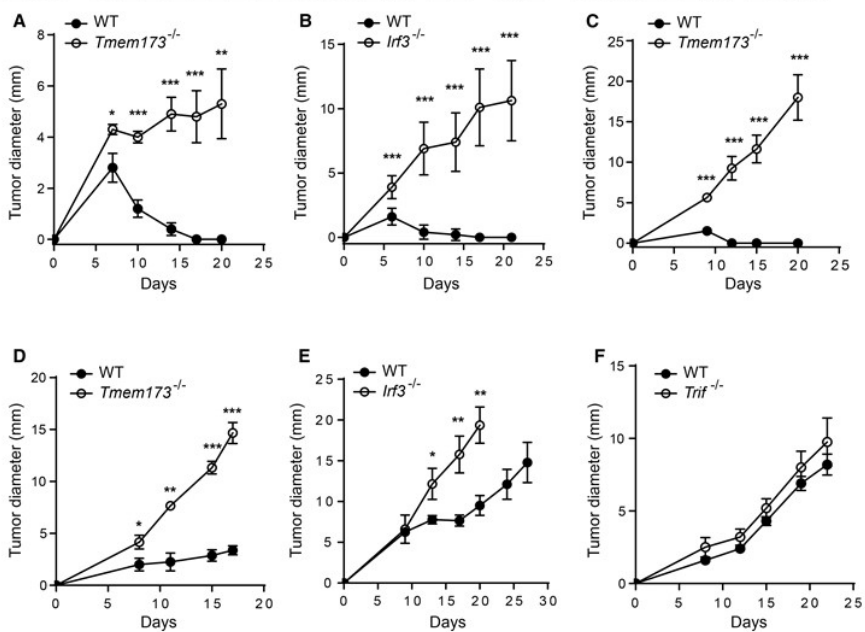 A
WT
Tmem173-/-
Tumor diameter (mm)
8
6
4
2
0
*
***
***
***
**
0 5 10 15 20 25
Days
B
WT
Irf3-/-
Tumor diameter (mm)
15
10
5
0
***
***
***
***
***
0 5 10 15 20 25
Days
C
WT
Tmem173-/-
Tumor diameter (mm)
25
20
15
10
5
0
***
***
***
***
0 5 10 15 20 25
Days
D
WT
Tmem173-/-
Tumor diameter (mm)
20
15
10
5
0
*
**
***
***
0 5 10 15 20
Days
E
WT
Irf3-/-
Tumor diameter (mm)
25
20
15
10
5
0
*
**
**
0 5 10 15 20 25 30
Days
F
WT
Trif -/-
Tumor diameter (mm)
15
10
5
0
0 5 10 15 20 25
Days